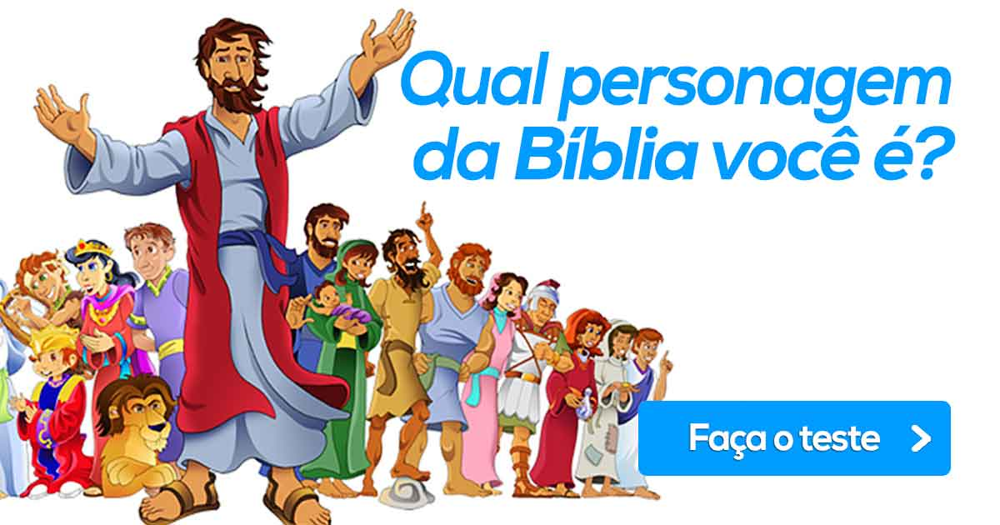 Qual personagem
da Bíblia você é?
Faça o teste